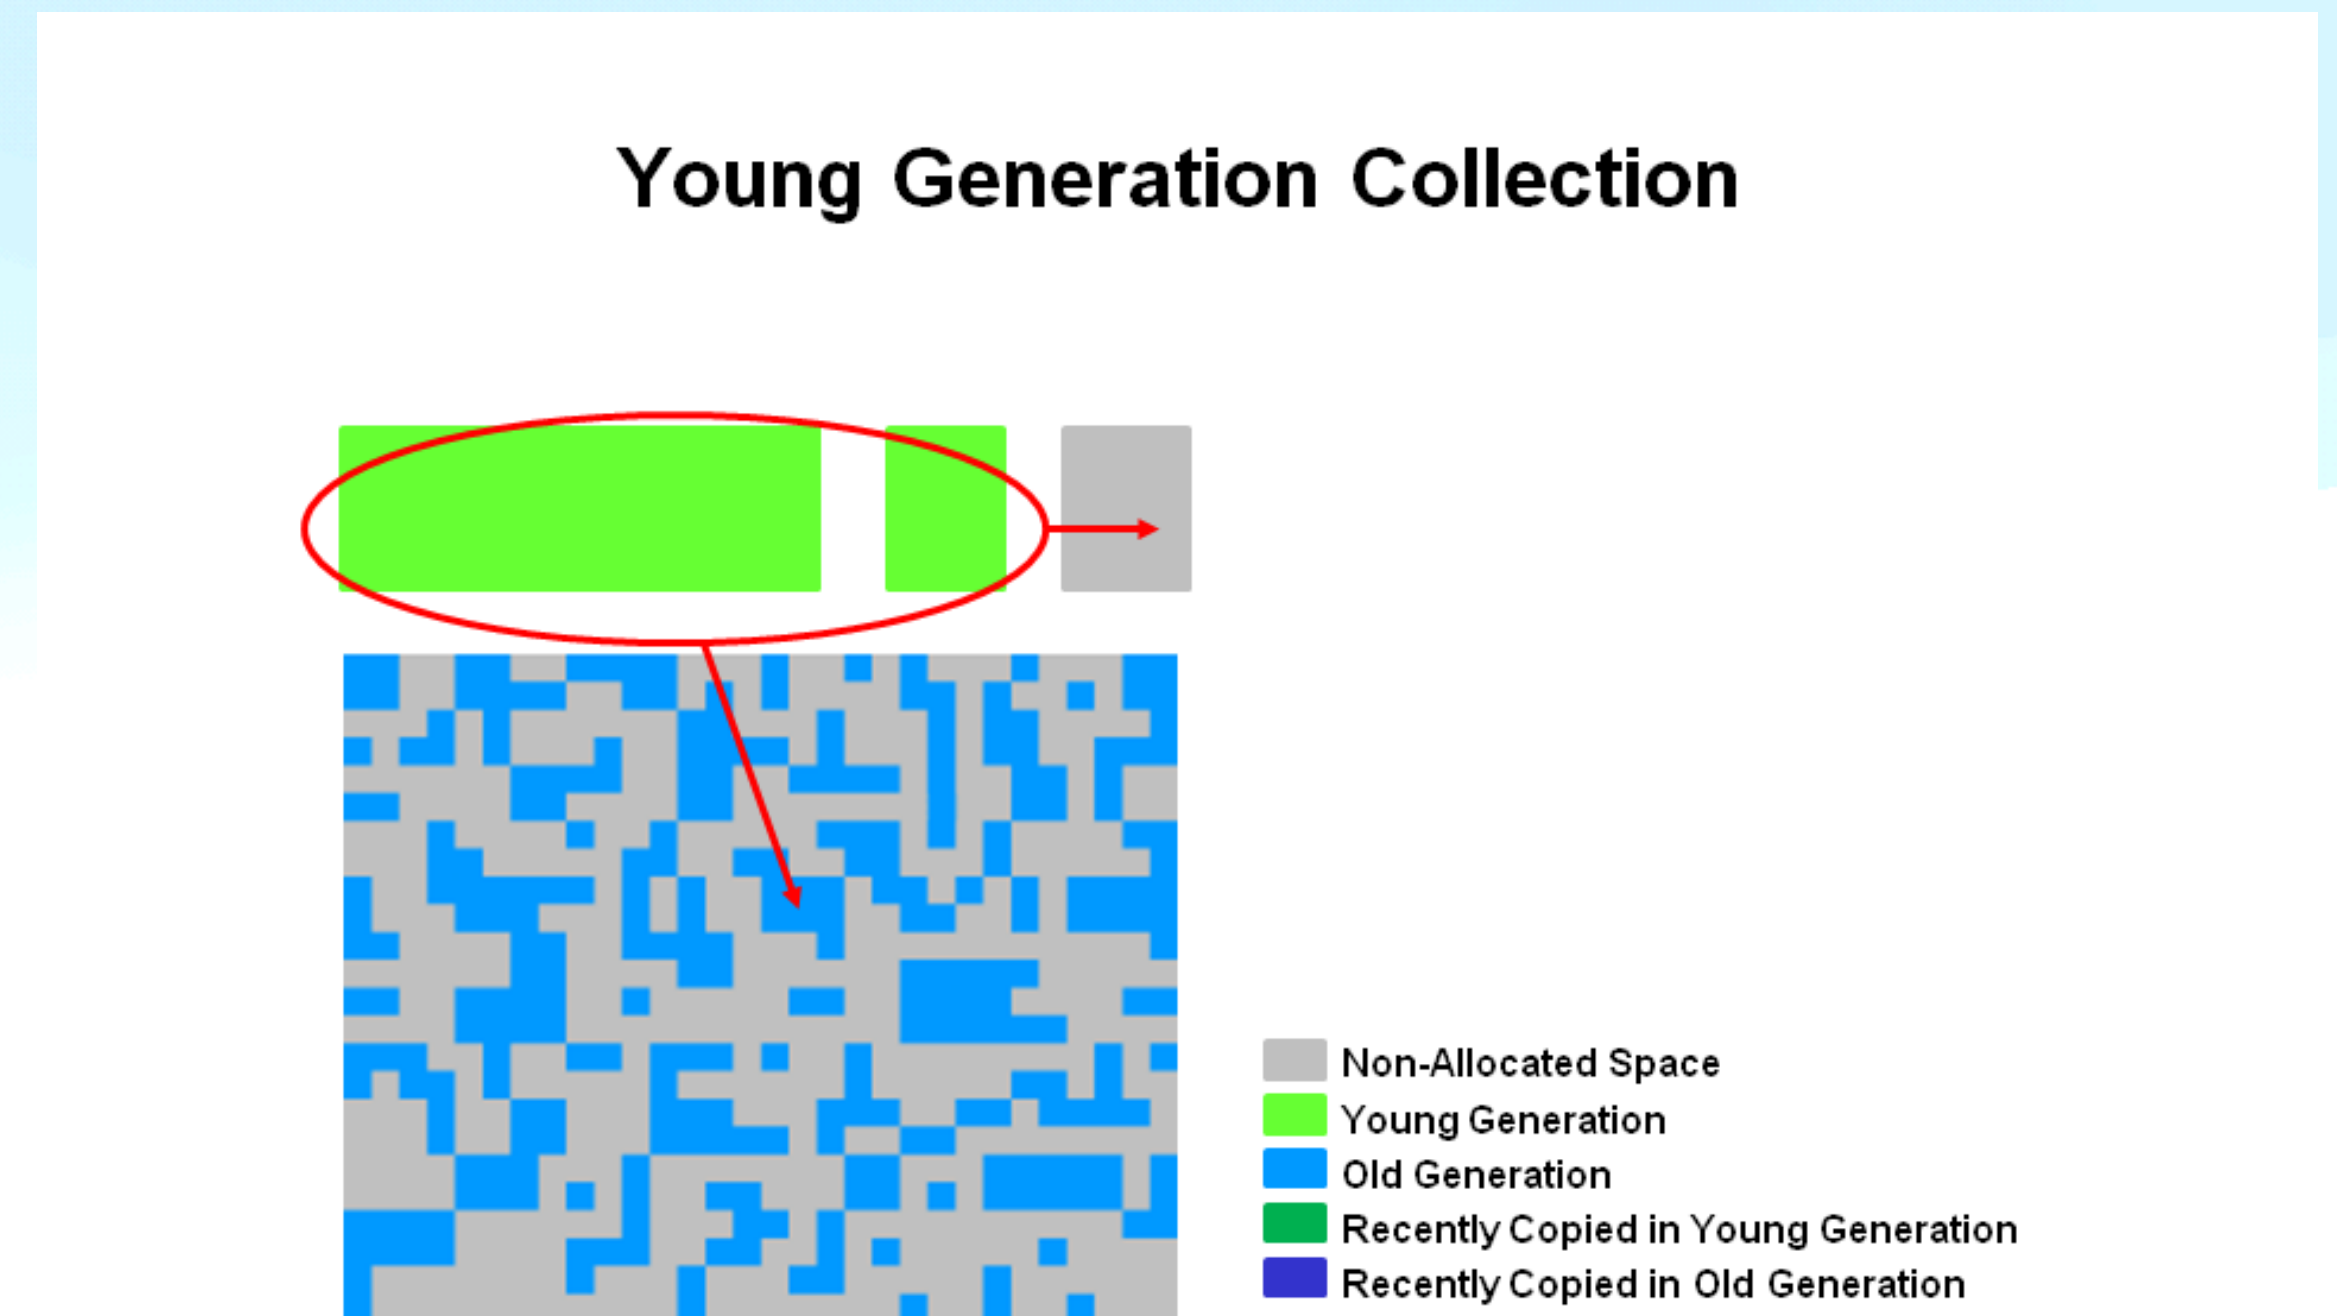 Young Generation Collection
Non-Allocated Space
Young Generation
Old Generation
Recently Copied in Young Generation
Recently Copied in Old Generation